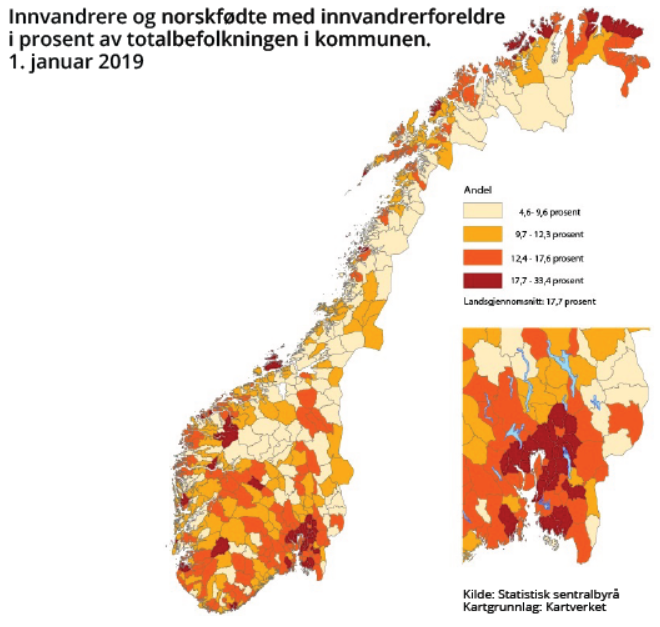 Innvandrere og norskfødte med innvandrerforeldre
i prosent av totalbefolkningen i kommunen.
1. januar 2019
Andel
4,6- 9,6 prosent
9,7 - 12,3 prosent
12,4 - 17,6 prosent
17,7 - 33,4 prosent
Landsgjennomsnitt: 17,7 prosent
Kilde: Statistisk sentralbyrå
Kartgrunnlag: Kartverket